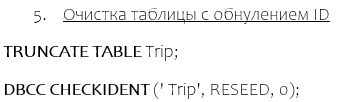 5. Очистка таблицы с обнулением ID
TRUNCATE TABLE Trip;
DBCC CHECKIDENT (' Trip', RESEED, 0);